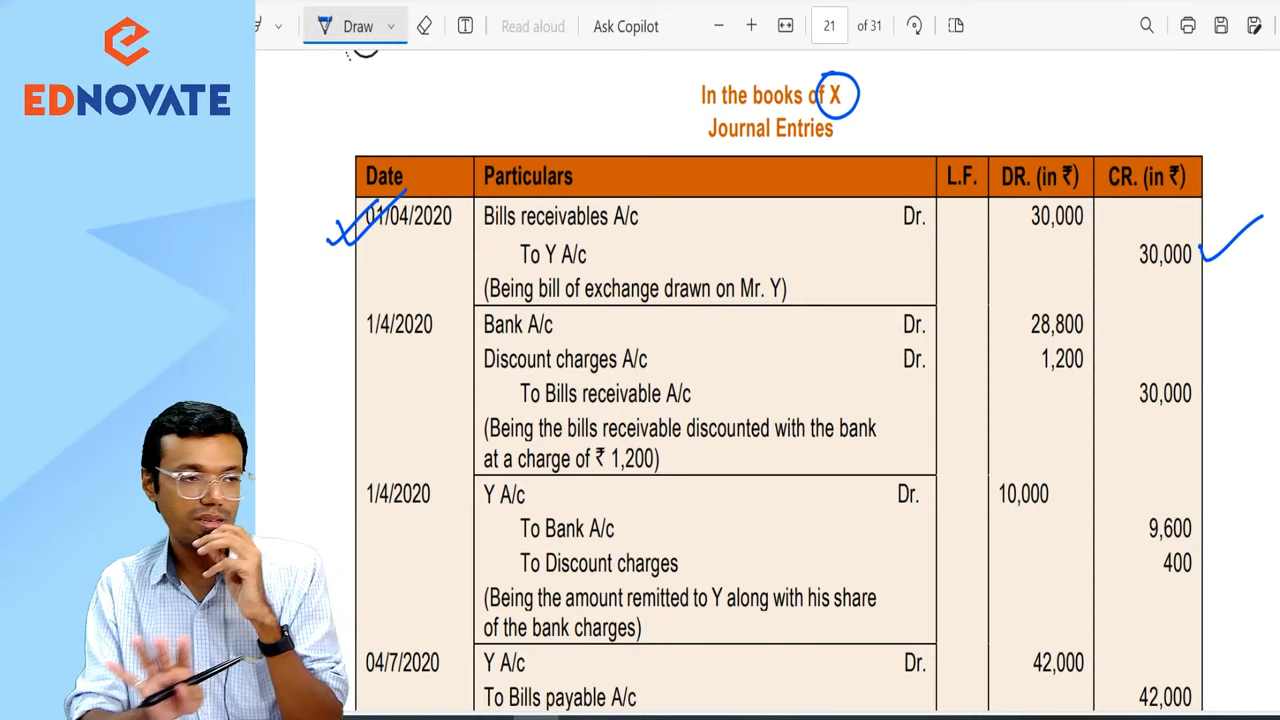 Draw
Read aloud
Ask Copilot
21
of 31
EDNOVATE
In the books of X
Journal Entries
Date Particulars L.F. DR. (in ₹) CR. (in ₹)
01/04/2020 Bills receivables A/c Dr. 30,000
To Y A/c 30,000
(Being bill of exchange drawn on Mr. Y)
1/4/2020 Bank A/c Dr. 28,800
Discount charges A/c Dr. 1,200
To Bills receivable A/c 30,000
(Being the bills receivable discounted with the bank
at a charge of ₹ 1,200)
1/4/2020 Y A/c Dr. 10,000
To Bank A/c 9,600
To Discount charges 400
(Being the amount remitted to Y along with his share
of the bank charges)
04/7/2020 Y A/c Dr. 42,000
To Bills payable A/c 42,000